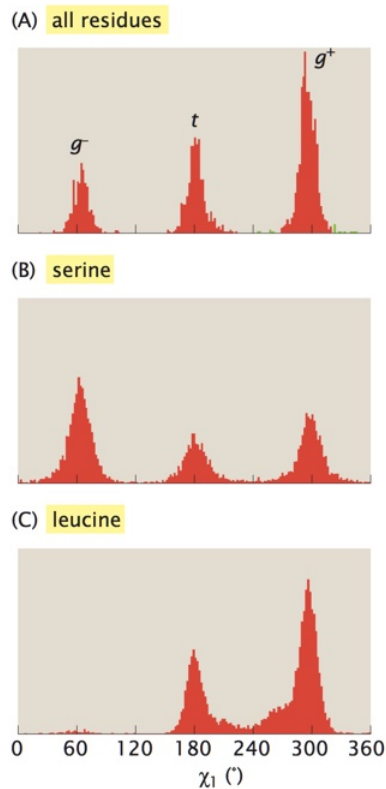 (A) all residues
g⁻
t
g⁺
(B) serine
(C) leucine
0 60 120 180 240 300 360
χ₁ (°)